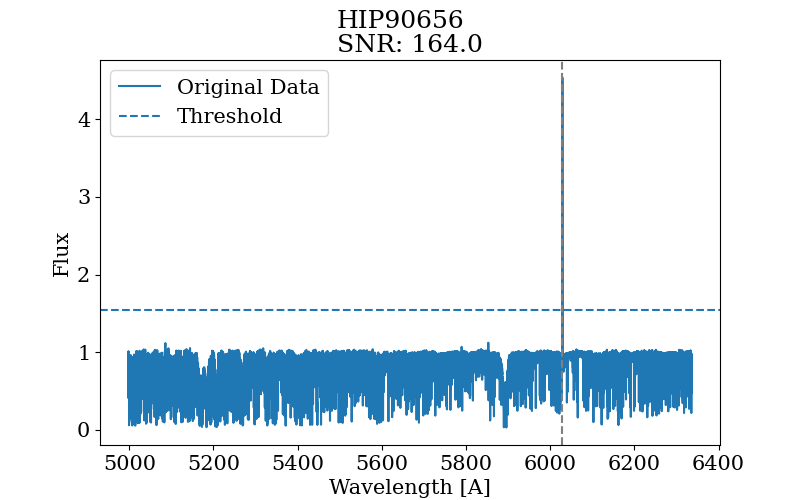 HIP90656
SNR: 164.0
Original Data
Threshold
Flux
4
3
2
1
0
5000 5200 5400 5600 5800 6000 6200 6400
Wavelength [A]